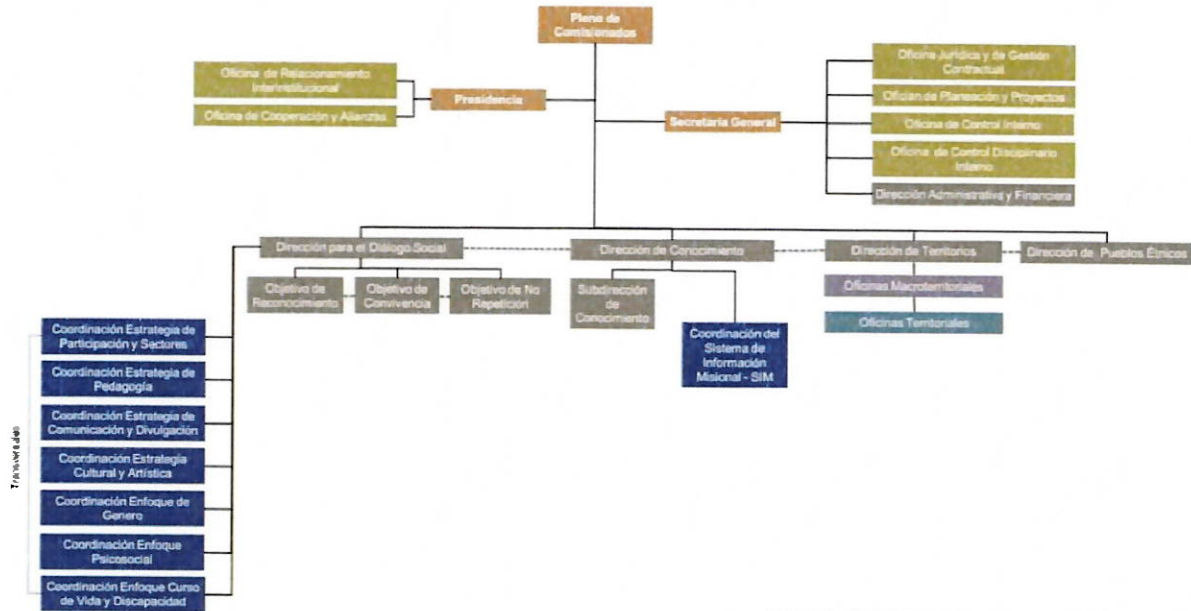 Pleno de
Comisionados
Oficina de Relacionamiento
Interinstitucional
Oficina de Cooperación y Alianzas
Presidencia
Secretaria General
Oficina Jurídica y de Gestión
Contractual
Ofician de Planeación y Proyectos
Oficina de Control Interno
Oficina de Control Disciplinario
Interno
Dirección Administrativa y Financiera
Dirección para el Diálogo Social
Dirección de Conocimiento
Dirección de Territorios
Dirección de Pueblos Étnicos
Objetivo de
Reconocimiento
Objetivo de
Convivencia
Objetivo de No
Repetición
Subdirección
de
Conocimiento
Coordinación del
Sistema de
Información
Misional - SIM
Oficinas Macroterritoriales
Oficinas Territoriales
Coordinación Estrategia de
Participación y Sectores
Coordinación Estrategia de
Pedagogía
Coordinación Estrategia de
Comunicación y Divulgación
Coordinación Estrategia
Cultural y Artística
Coordinación Enfoque de
Genero
Coordinación Enfoque
Psicosocial
Coordinación Enfoque Curso
de Vida y Discapacidad